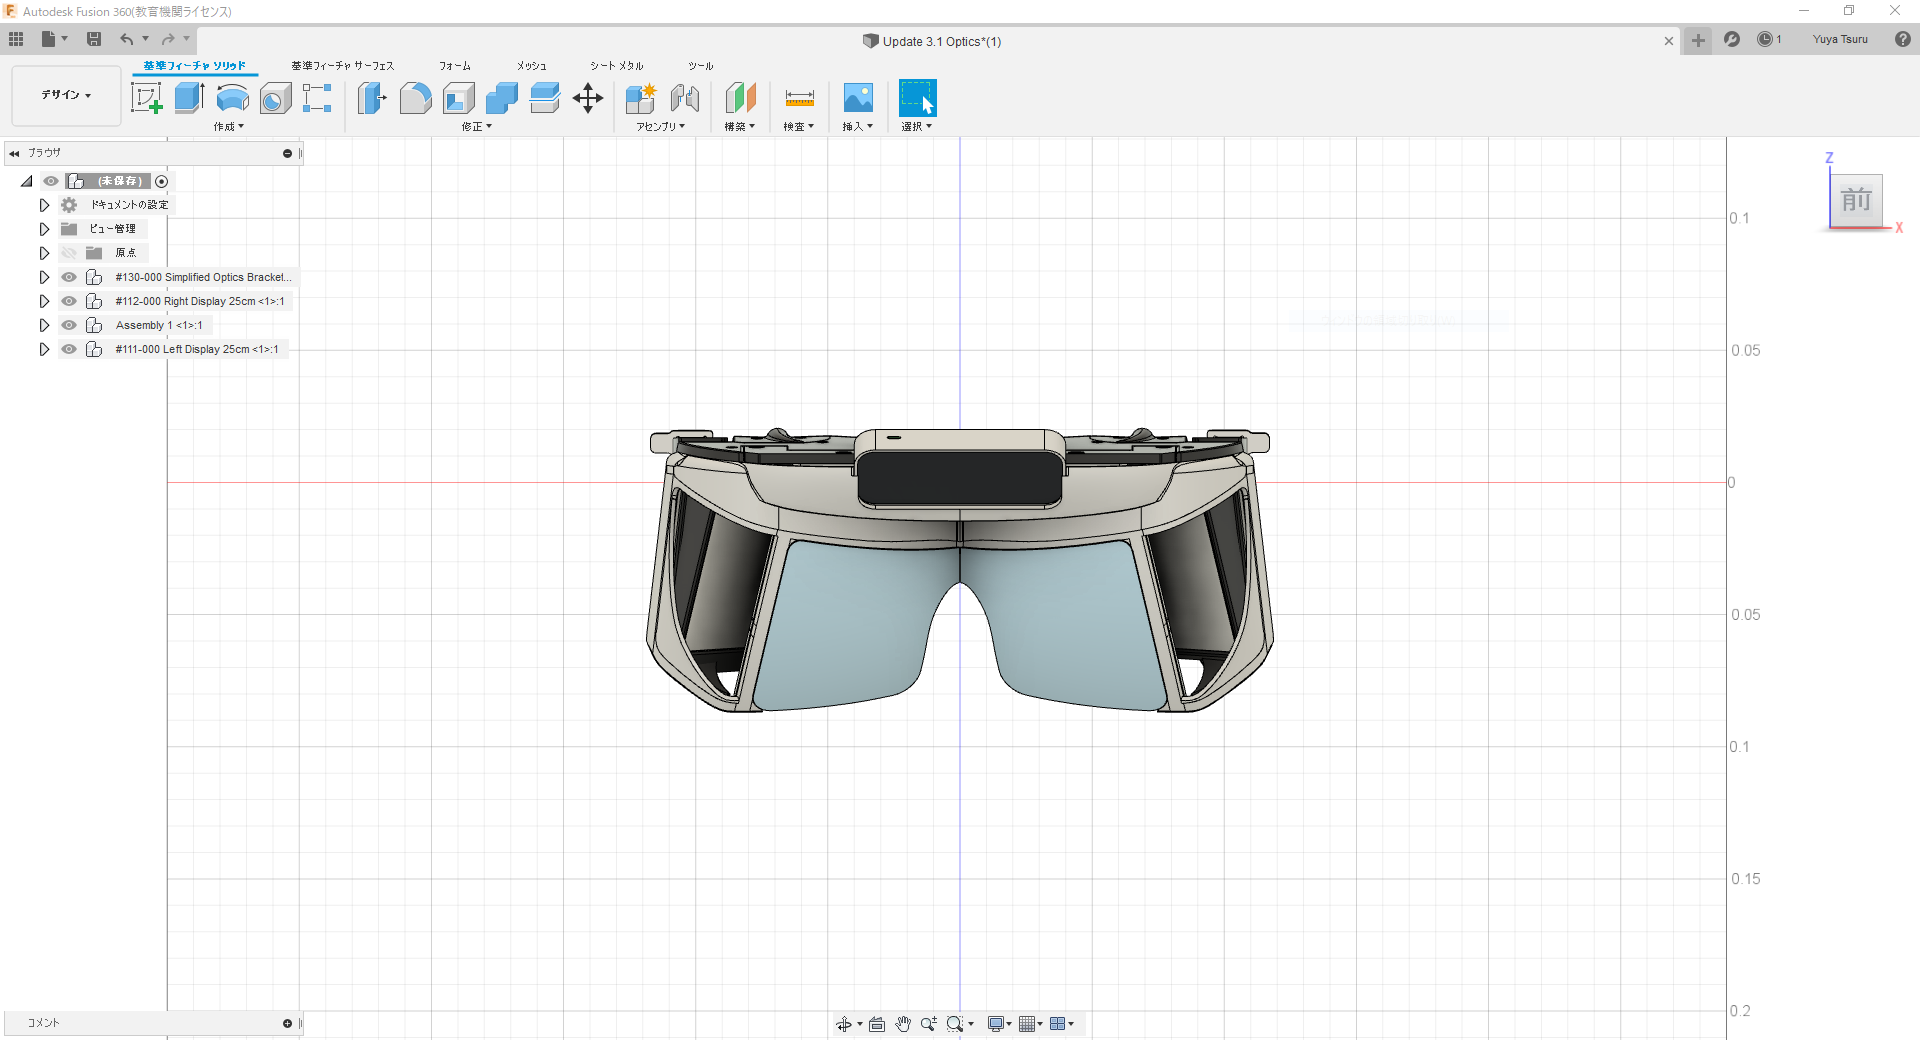 Autodesk Fusion 360(教育機関ライセンス)
Update 3.1 Optics*(1)
1
Yuya Tsuru
デザイン
基準フィーチャ ソリッド
基準フィーチャ サーフェス
フォーム
メッシュ
シート メタル
ツール
作成
修正
アセンブリ
構築
検査
挿入
選択
ブラウザ
(未保存)
ドキュメントの設定
ビュー管理
原点
#130-000 Simplified Optics Bracket...
#112-000 Right Display 25cm <1>:1
Assembly 1 <1>:1
#111-000 Left Display 25cm <1>:1
Z
前
X
0.1
0.05
0
0.05
0.1
0.15
0.2
コメント